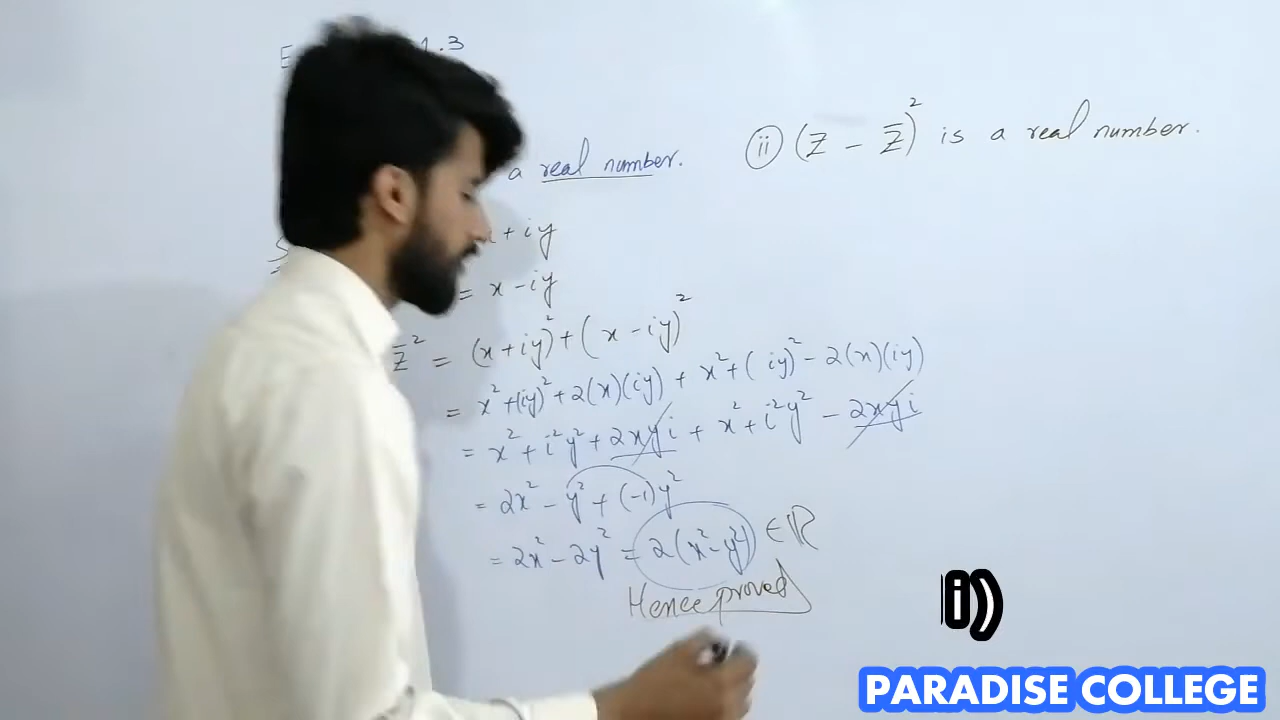 E 1.3
a real number.
ii (Z - Z̅)² is a real number.
S
x + iy
= x - iy
Z̅² = (x + iy)² + (x - iy)²
= x² + (iy)² + 2(x)(iy) + x² + (iy)² - 2(x)(iy)
= x² + i²y² + 2xyi + x² + i²y² - 2xyi
= 2x² - y² + (-1)y²
= 2x² - 2y² = 2(x² - y²) ∈ ℝ
Hence proved
i)
PARADISE COLLEGE